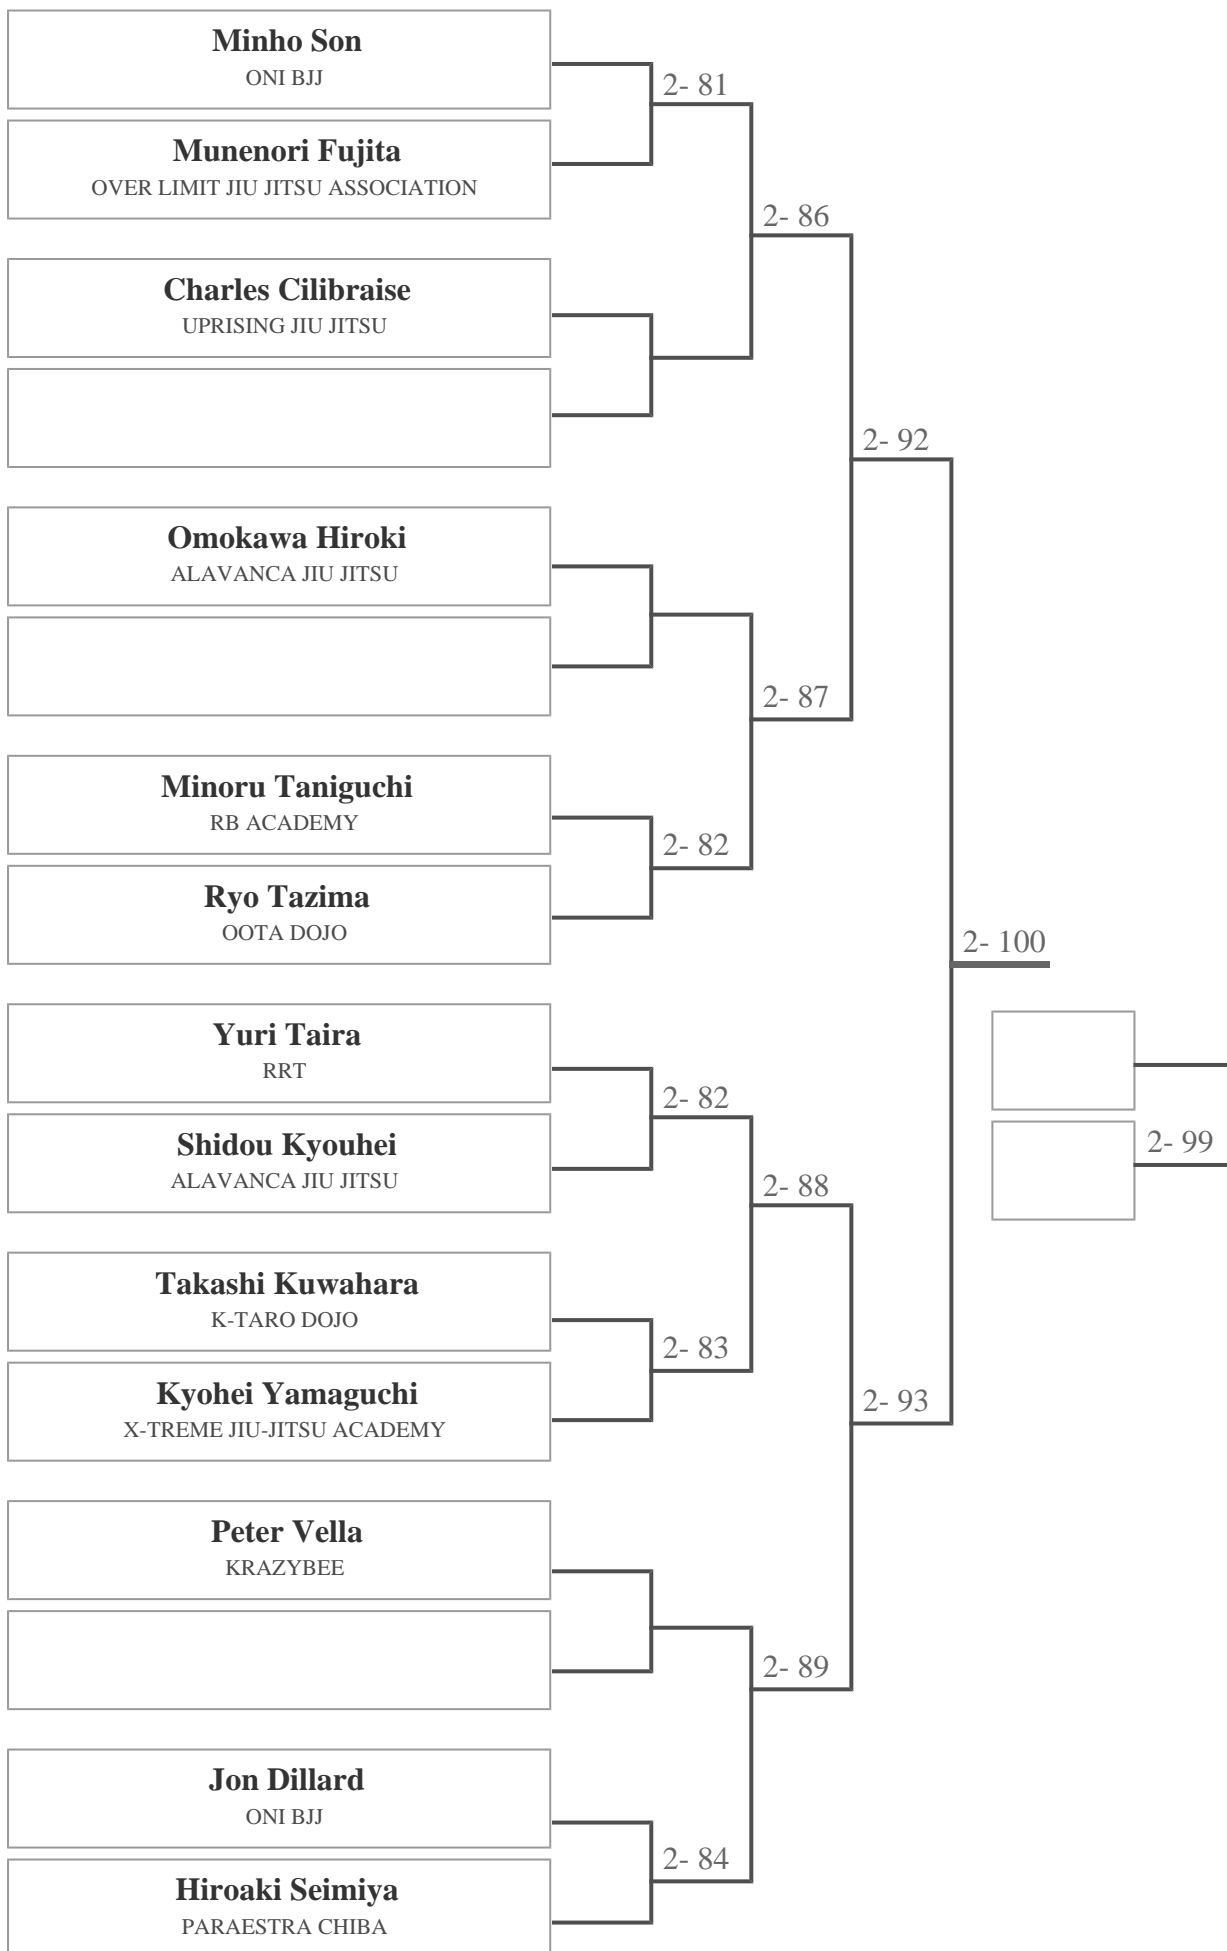 Minho Son
ONI BJJ
2- 81
Munenori Fujita
OVER LIMIT JIU JITSU ASSOCIATION
2- 86
Charles Cilibraise
UPRISING JIU JITSU
2- 92
Omokawa Hiroki
ALAVANCA JIU JITSU
2- 87
Minoru Taniguchi
RB ACADEMY
2- 82
Ryo Tazima
OOTA DOJO
2- 100
Yuri Taira
RRT
2- 82
Shidou Kyouhei
ALAVANCA JIU JITSU
2- 99
2- 88
Takashi Kuwahara
K-TARO DOJO
2- 83
Kyohei Yamaguchi
X-TREME JIU-JITSU ACADEMY
2- 93
Peter Vella
KRAZYBEE
2- 89
Jon Dillard
ONI BJJ
2- 84
Hiroaki Seimiya
PARAESTRA CHIBA